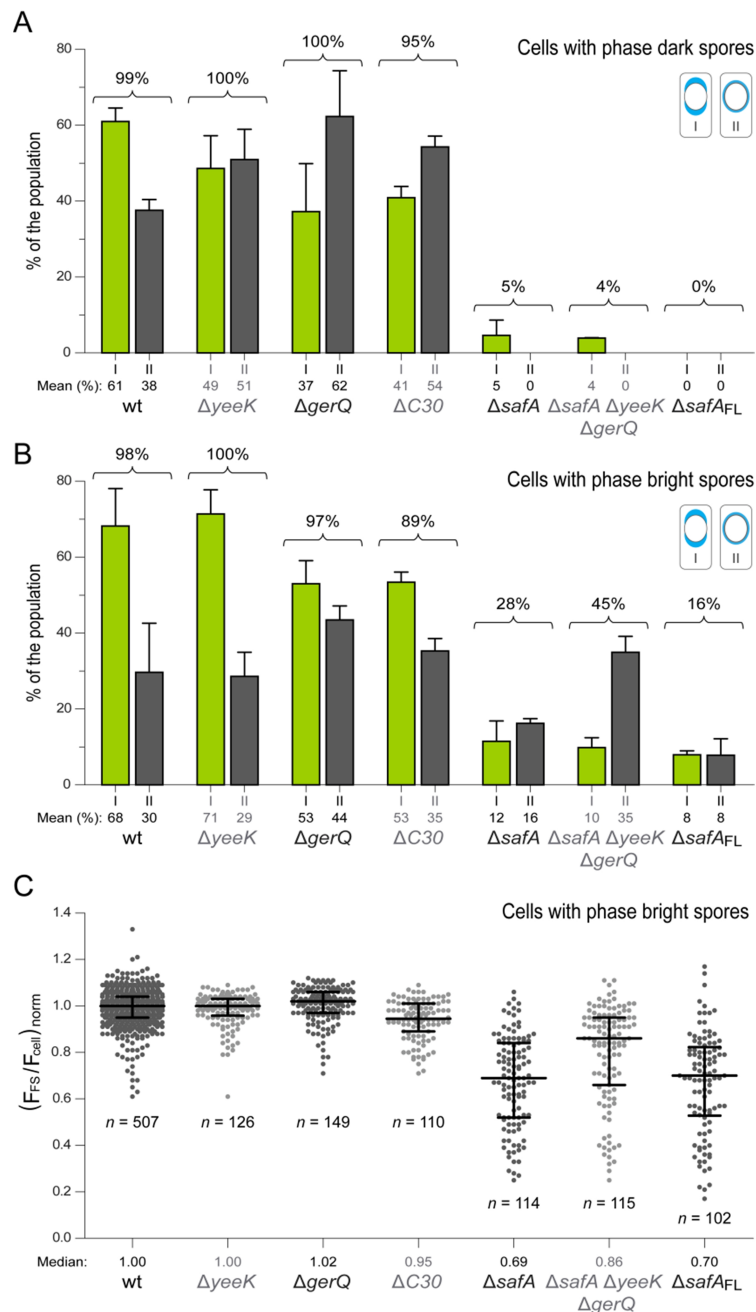 A
Cells with phase dark spores
I II
% of the population
80
60
40
20
0
99% 100% 100% 95% 5% 4% 0%
I II I II I II I II I II I II I II
Mean (%): 61 38 49 51 37 62 41 54 5 0 4 0 0 0
wt ΔyeeK ΔgerQ ΔC30 ΔsafA ΔsafA ΔyeeK ΔsafAFL
ΔgerQ
B
Cells with phase bright spores
I II
% of the population
80
60
40
20
0
98% 100% 97% 89% 28% 45% 16%
I II I II I II I II I II I II I II
Mean (%): 68 30 71 29 53 44 53 35 12 16 10 35 8 8
wt ΔyeeK ΔgerQ ΔC30 ΔsafA ΔsafA ΔyeeK ΔsafAFL
ΔgerQ
C
Cells with phase bright spores
(FFS/Fcell)norm
1.4
1.2
1.0
0.8
0.6
0.4
0.2
0.0
n = 507 n = 126 n = 149 n = 110 n = 114 n = 115 n = 102
Median: 1.00 1.00 1.02 0.95 0.69 0.86 0.70
wt ΔyeeK ΔgerQ ΔC30 ΔsafA ΔsafA ΔyeeK ΔsafAFL
ΔgerQ